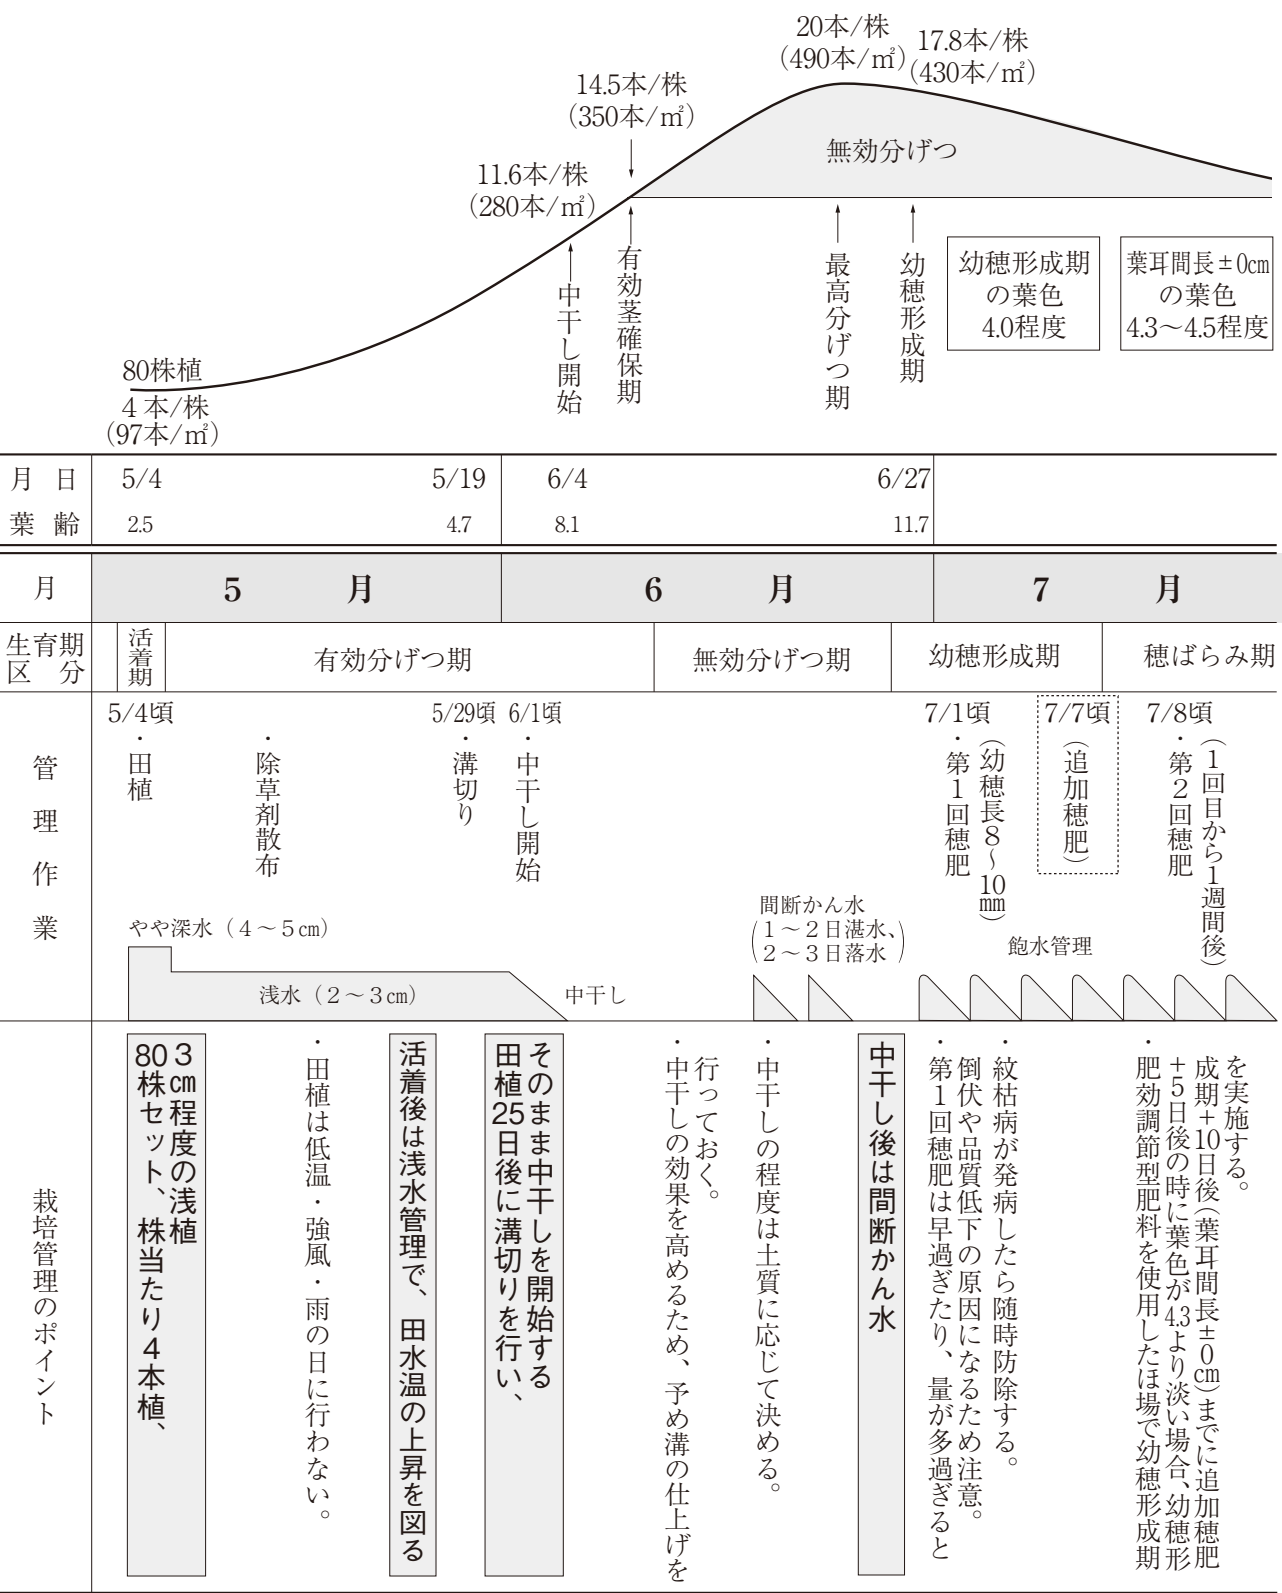 20本/株
(490本/㎡)
17.8本/株
(430本/㎡)
14.5本/株
(350本/㎡)
無効分げつ
11.6本/株
(280本/㎡)
中干し開始
有効茎確保期
最高分げつ期
幼穂形成期
幼穂形成期
の葉色
4.0程度
葉耳間長±0cm
の葉色
4.3～4.5程度
80株植
4本/株
(97本/㎡)
月日 5/4 5/19 6/4 6/27
葉齢 2.5 4.7 8.1 11.7
月 5月 6月 7月
生育期
区分
活着期
有効分げつ期
無効分げつ期
幼穂形成期
穂ばらみ期
管理作業
5/4頃
・田植
・除草剤散布
5/29頃
・溝切り
6/1頃
・中干し開始
7/1頃
・第1回穂肥
(幼穂長8～10㎜)
7/7頃
(追加穂肥)
7/8頃
・第2回穂肥
(1回目から1週間後)
やや深水（4～5㎝）
浅水（2～3㎝）
中干し
間断かん水
(1～2日湛水、
2～3日落水)
飽水管理
栽培管理のポイント
80株セット、株当たり4本植、
3㎝程度の浅植
・田植は低温・強風・雨の日に行わない。
活着後は浅水管理で、田水温の上昇を図る
田植25日後に溝切りを行い、
そのまま中干しを開始する
・中干しの効果を高めるため、予め溝の仕上げを
行っておく。
・中干しの程度は土質に応じて決める。
中干し後は間断かん水
・第1回穂肥は早過ぎたり、量が多過ぎると
倒伏や品質低下の原因になるため注意。
・紋枯病が発病したら随時防除する。
・肥効調節型肥料を使用したほ場で幼穂形成期
+5日後の時に葉色が4.3より淡い場合、幼穂形
成期+10日後(葉耳間長±0㎝)までに追加穂肥
を実施する。